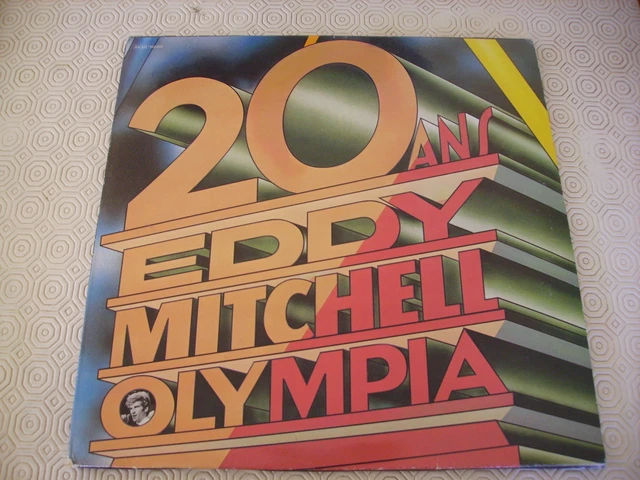 20 ANS
EDDY
MITCHELL
OLYMPIA